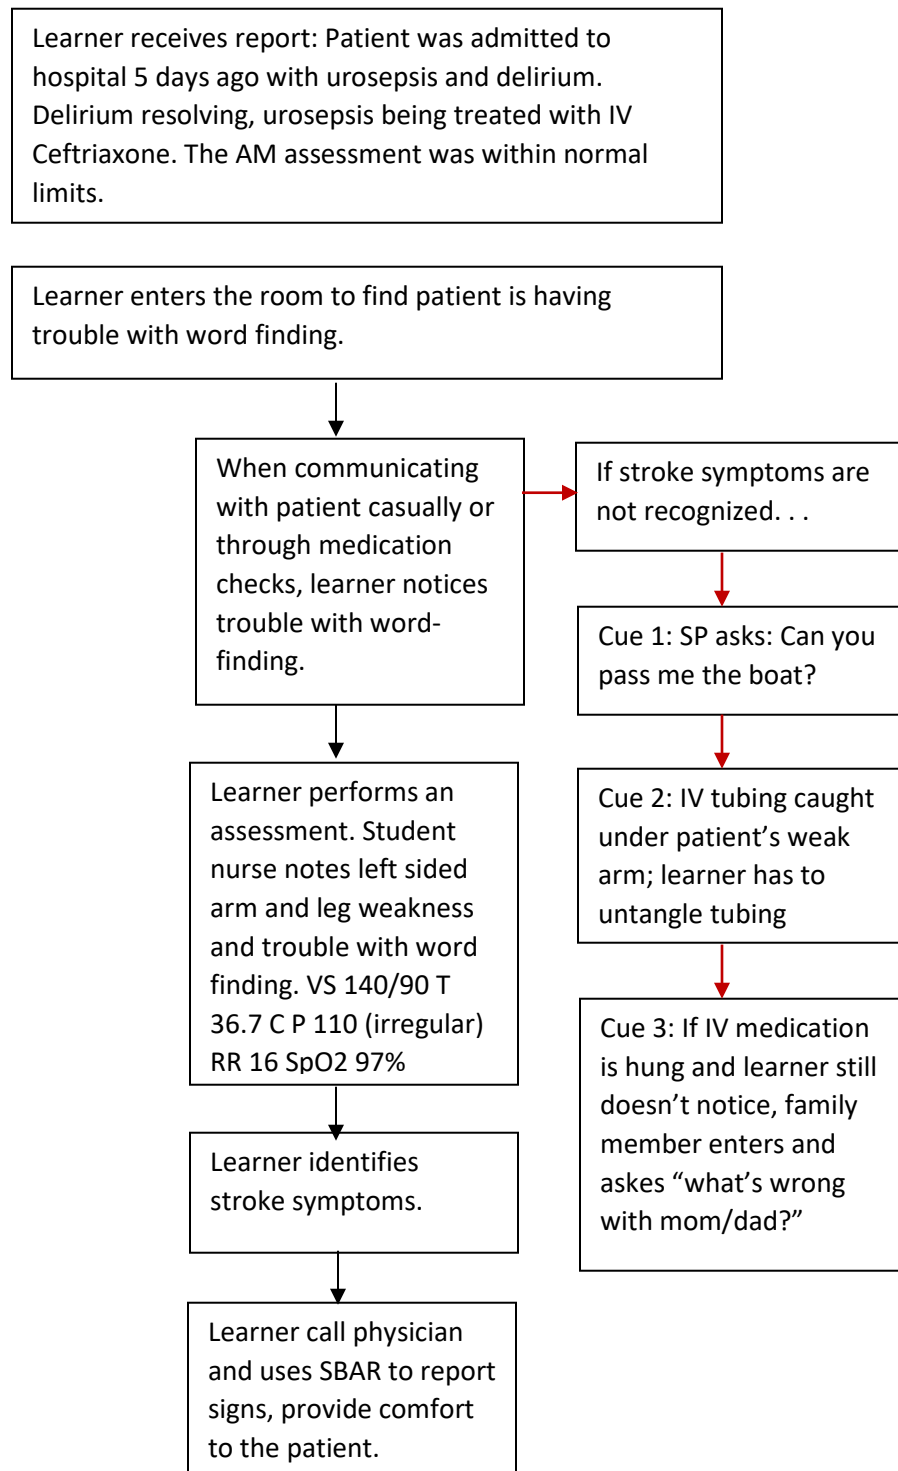 Learner receives report: Patient was admitted to
hospital 5 days ago with urosepsis and delirium.
Delirium resolving, urosepsis being treated with IV
Ceftriaxone. The AM assessment was within normal
limits.
Learner enters the room to find patient is having
trouble with word finding.
When communicating
with patient casually or
through medication
checks, learner notices
trouble with word-
finding.
If stroke symptoms are
not recognized. . .
Cue 1: SP asks: Can you
pass me the boat?
Learner performs an
assessment. Student
nurse notes left sided
arm and leg weakness
and trouble with word
finding. VS 140/90 T
36.7 C P 110 (irregular)
RR 16 SpO2 97%
Cue 2: IV tubing caught
under patient’s weak
arm; learner has to
untangle tubing
Cue 3: If IV medication
is hung and learner still
doesn’t notice, family
member enters and
askes “what’s wrong
with mom/dad?”
Learner identifies
stroke symptoms.
Learner call physician
and uses SBAR to report
signs, provide comfort
to the patient.